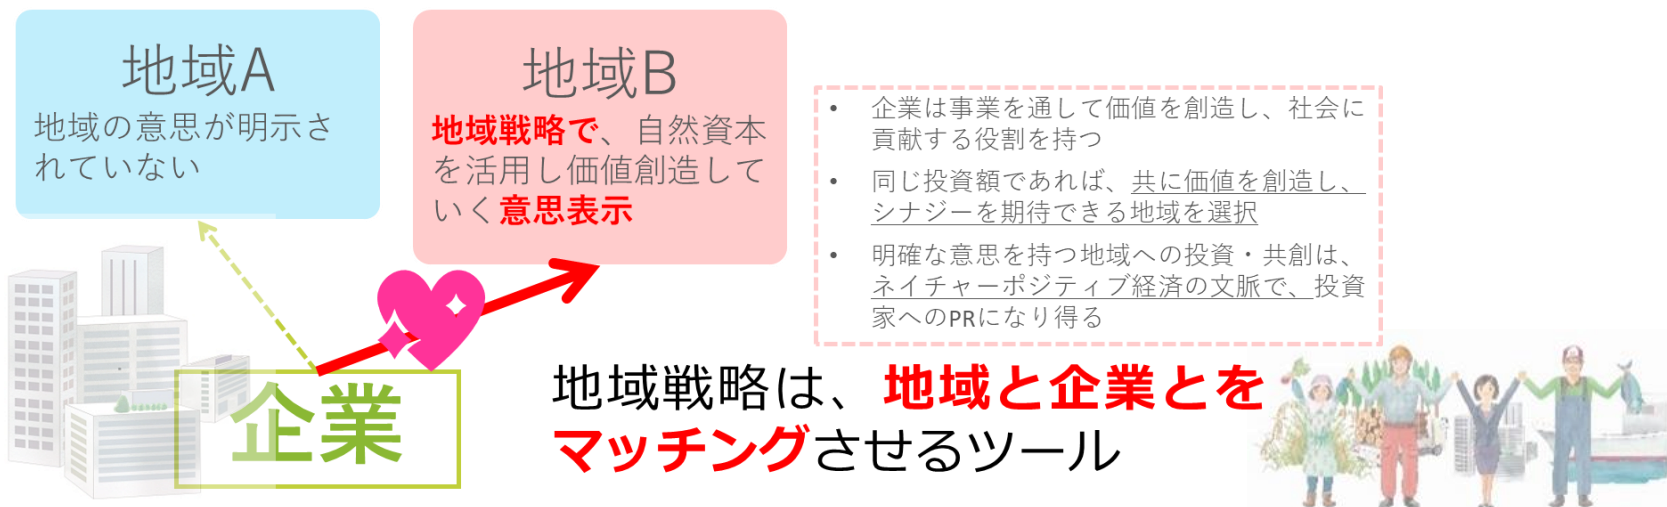 地域A
地域の意思が明示さ
れていない
地域B
地域戦略で、自然資本
を活用し価値創造して
いく意思表示
• 企業は事業を通して価値を創造し、社会に
貢献する役割を持つ
• 同じ投資額であれば、共に価値を創造し、
シナジーを期待できる地域を選択
• 明確な意思を持つ地域への投資・共創は、
ネイチャーポジティブ経済の文脈で、投資
家へのPRになり得る
企業
地域戦略は、地域と企業とを
マッチングさせるツール